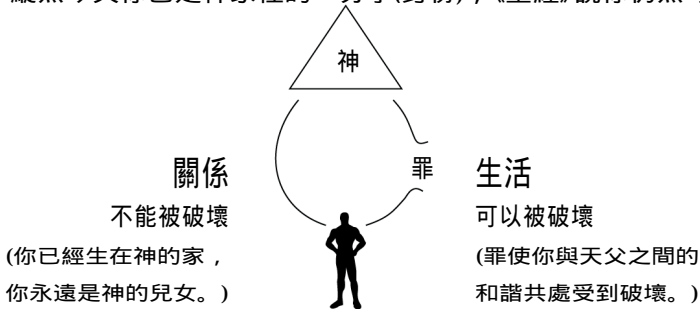 神
罪
關係
不能被破壞
(你已經生在神的家，
你永遠是神的兒女。)
生活
可以被破壞
(罪使你與天父之間的
和諧共處受到破壞。)